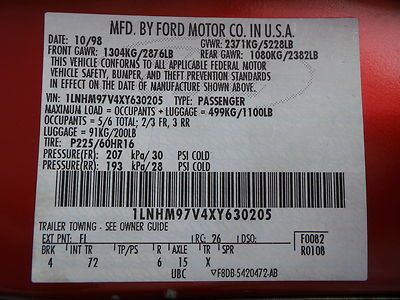 MFD. BY FORD MOTOR CO. IN U.S.A.
DATE: 10/98 GVWR: 2371KG/5228LB
FRONT GAWR: 1304KG/2876LB REAR GAWR: 1080KG/2382LB
THIS VEHICLE CONFORMS TO ALL APPLICABLE FEDERAL MOTOR
VEHICLE SAFETY, BUMPER, AND THEFT PREVENTION STANDARDS
IN EFFECT ON THE DATE OF MANUFACTURE SHOWN ABOVE.
VIN: 1LNHM97V4XY630205 TYPE: PASSENGER
MAXIMUM LOAD= OCCUPANTS + LUGGAGE = 499KG/1100LB
OCCUPANTS = 5/6 TOTAL; 2/3 FR, 3 RR
LUGGAGE = 91KG/200LB
TIRE: P225/60HR16
PRESSURE(FR): 207 kPa/30 PSI COLD
PRESSURE(RR): 193 kPa/28 PSI COLD
1LNHM97V4XY630205
TRAILER TOWING - SEE OWNER GUIDE
EXT PNT: FI RC: 26 DSO: F0082
BRK INT TR TP/PS R AXLE TR SPR R0108
4 72 6 15 X
UBC ▽F8DB-5420472-AB